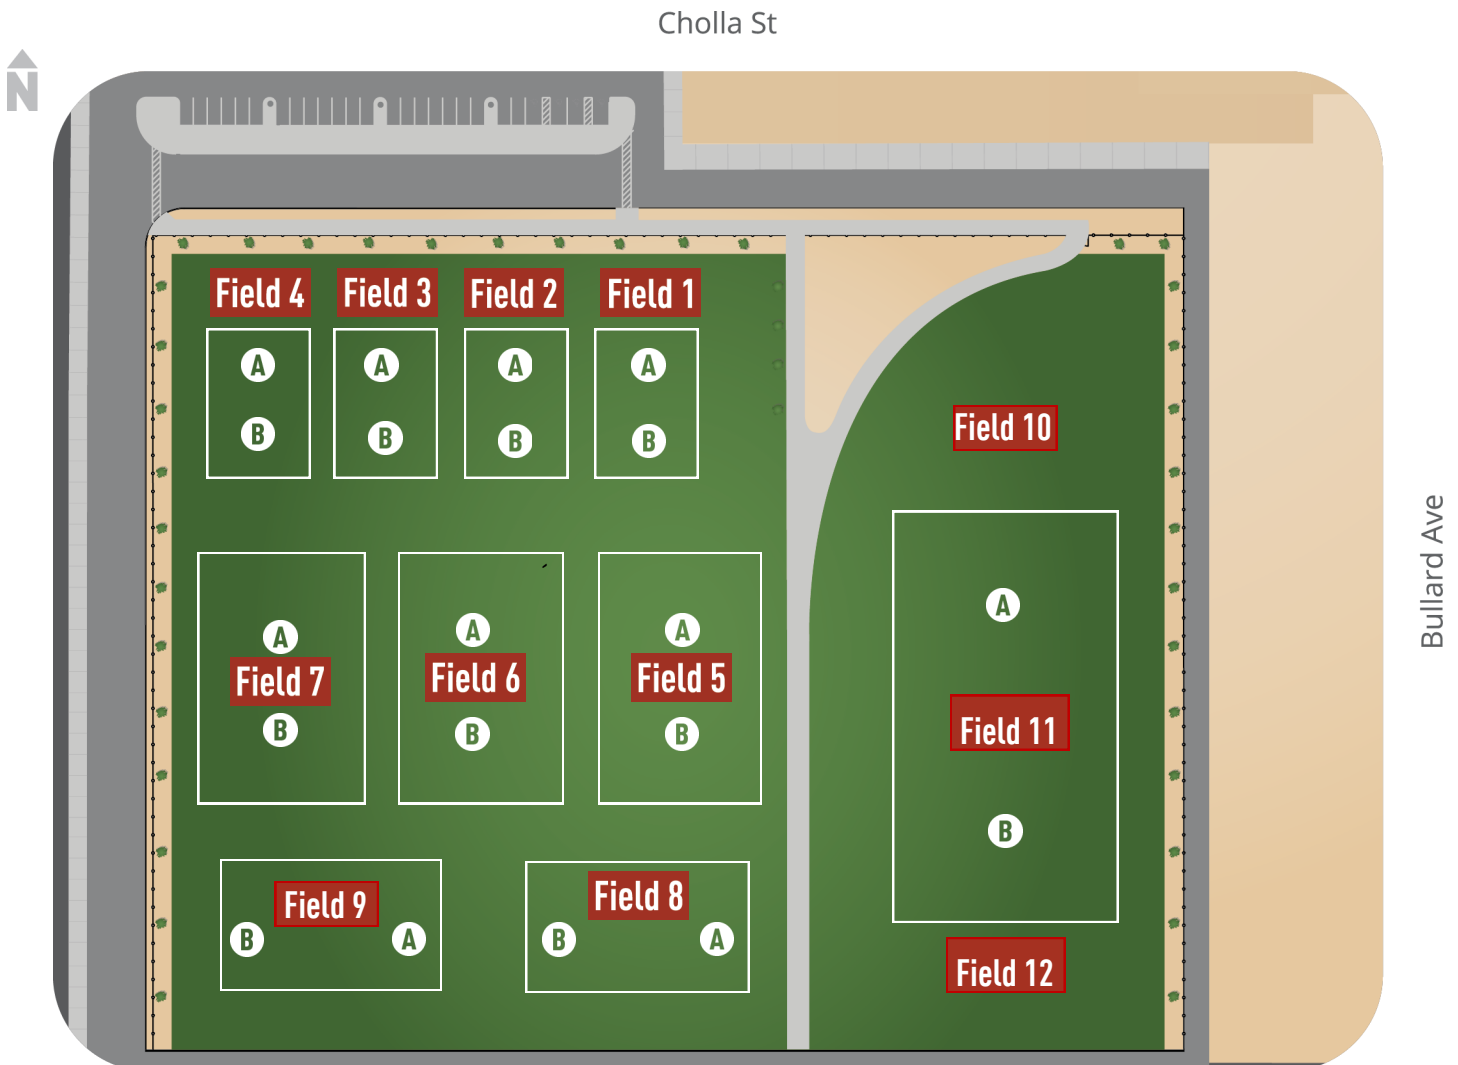 Cholla St
N
Field 4
Field 3
Field 2
Field 1
A
A
A
A
B
B
B
B
Field 10
Bullard Ave
A
A
A
A
Field 7
Field 6
Field 5
Field 11
B
B
B
B
Field 9
Field 8
B
A
B
A
Field 12